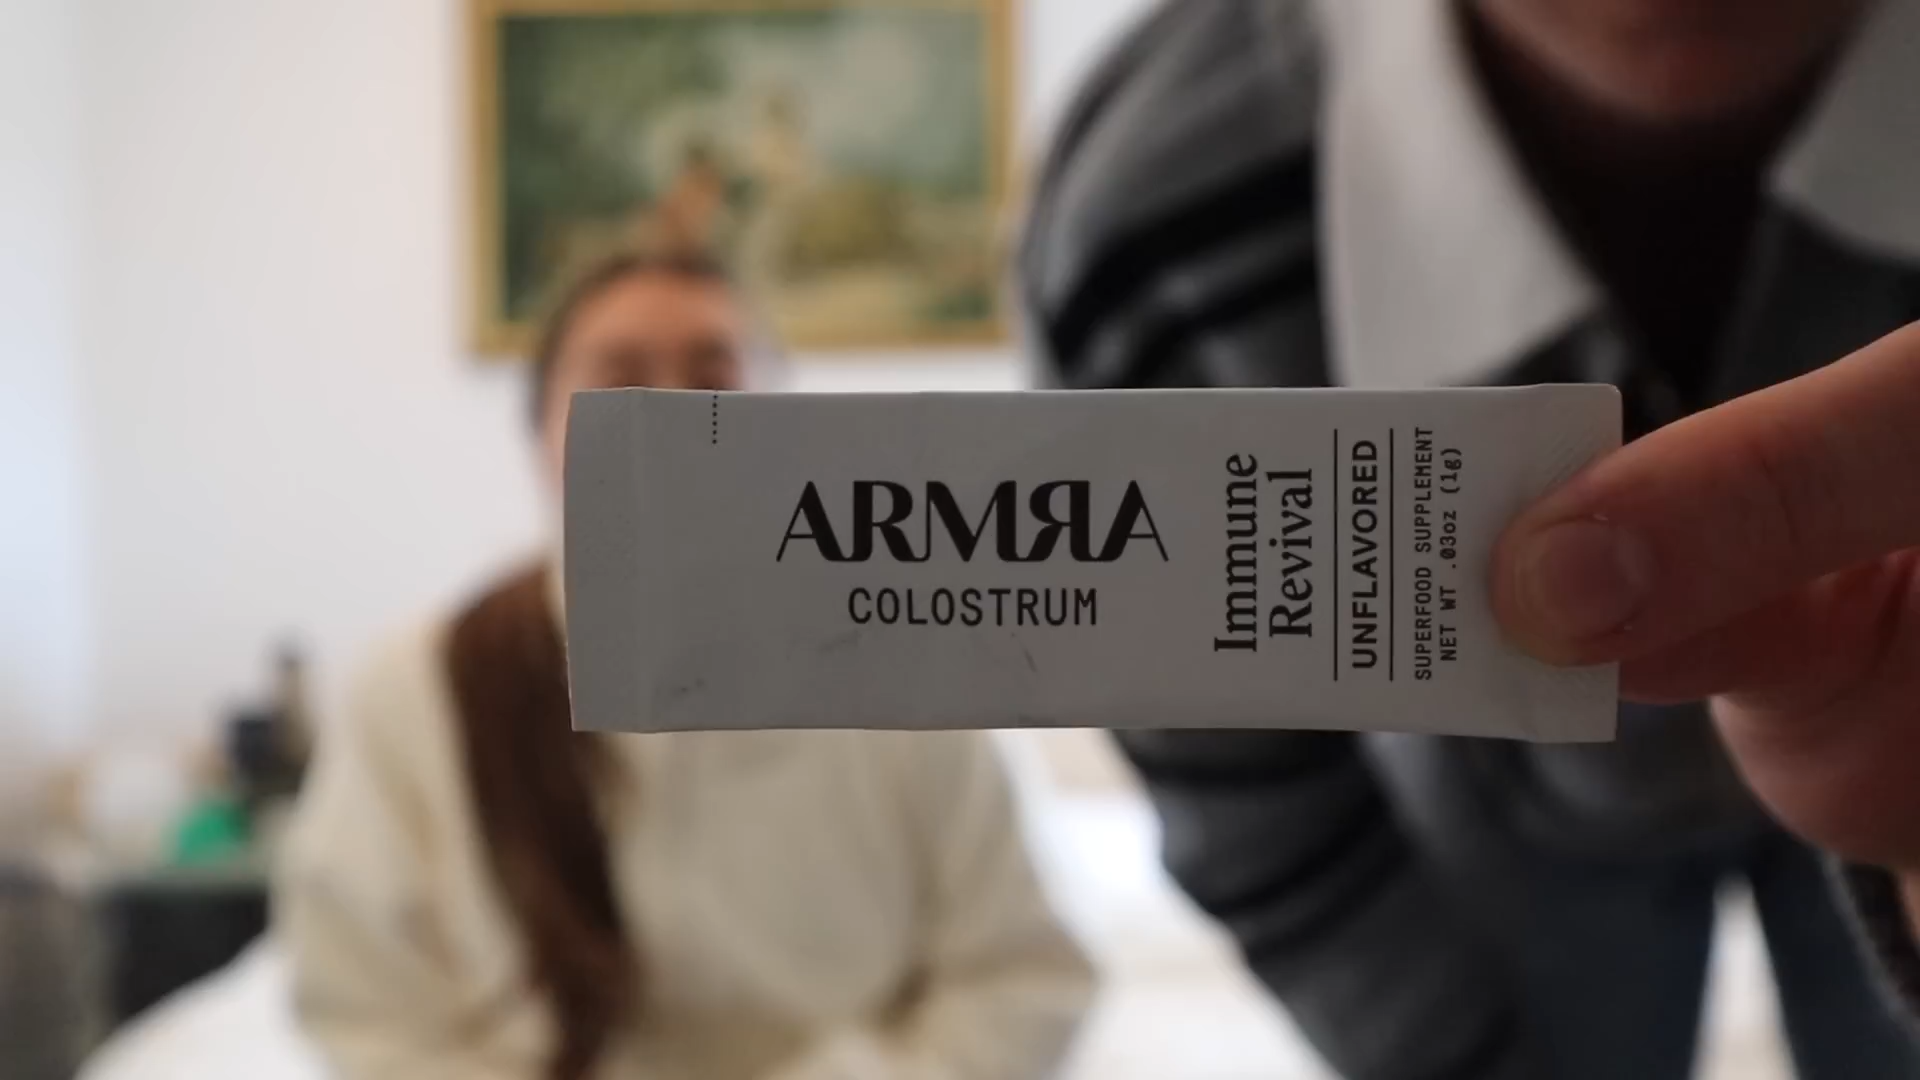 ARMRA
COLOSTRUM
Immune
Revival
UNFLAVORED
SUPERFOOD SUPPLEMENT
NET WT .03oz (1g)